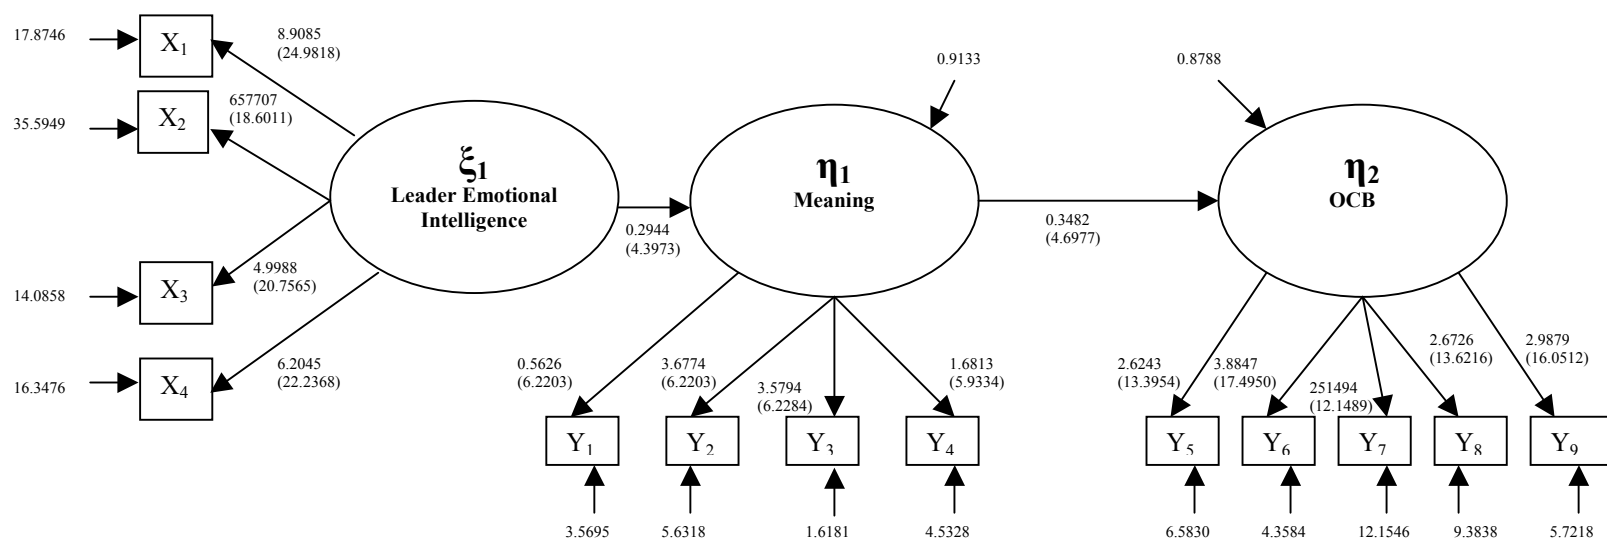 17.8746
X1
8.9085
(24.9818)
35.5949
X2
657707
(18.6011)
ξ1
Leader Emotional
Intelligence
0.2944
(4.3973)
0.9133
η1
Meaning
0.3482
(4.6977)
0.8788
η2
OCB
14.0858
X3
4.9988
(20.7565)
16.3476
X4
6.2045
(22.2368)
0.5626
(6.2203)
3.6774
(6.2203)
3.5794
(6.2284)
1.6813
(5.9334)
2.6243
(13.3954)
3.8847
(17.4950)
251494
(12.1489)
2.6726
(13.6216)
2.9879
(16.0512)
Y1
Y2
Y3
Y4
Y5
Y6
Y7
Y8
Y9
3.5695
5.6318
1.6181
4.5328
6.5830
4.3584
12.1546
9.3838
5.7218